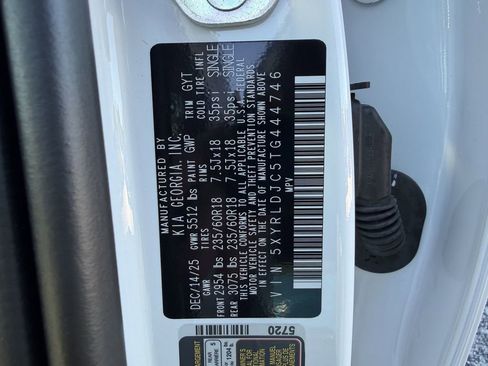 MANUFACTURED BY
KIA GEORGIA, INC.
DEC/14/25 GVWR 5512 lbs PAINT GWP TRIM GYT
GAWR TIRES RIMS COLD TIRE INFL
FRONT 2954 lbs 235/60R18 7.5Jx18 35psi SINGLE
REAR 3075 lbs 235/60R18 7.5Jx18 35psi SINGLE
THIS VEHICLE CONFORMS TO ALL APPLICABLE U.S.A. FEDERAL
MOTOR VEHICLE SAFETY AND THEFT PREVENTION STANDARDS
IN EFFECT ON THE DATE OF MANUFACTURE SHOWN ABOVE
VIN 5XYRLDJC5TG444746
MPV
5720
REAR
5